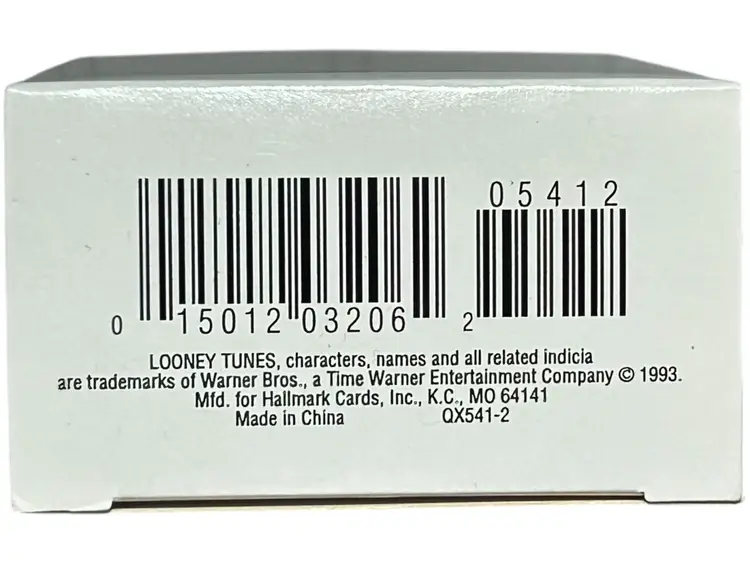 05412
0 15012 03206 2
LOONEY TUNES, characters, names and all related indicia
are trademarks of Warner Bros., a Time Warner Entertainment Company © 1993.
Mfd. for Hallmark Cards, Inc., K.C., MO 64141
Made in China QX541-2